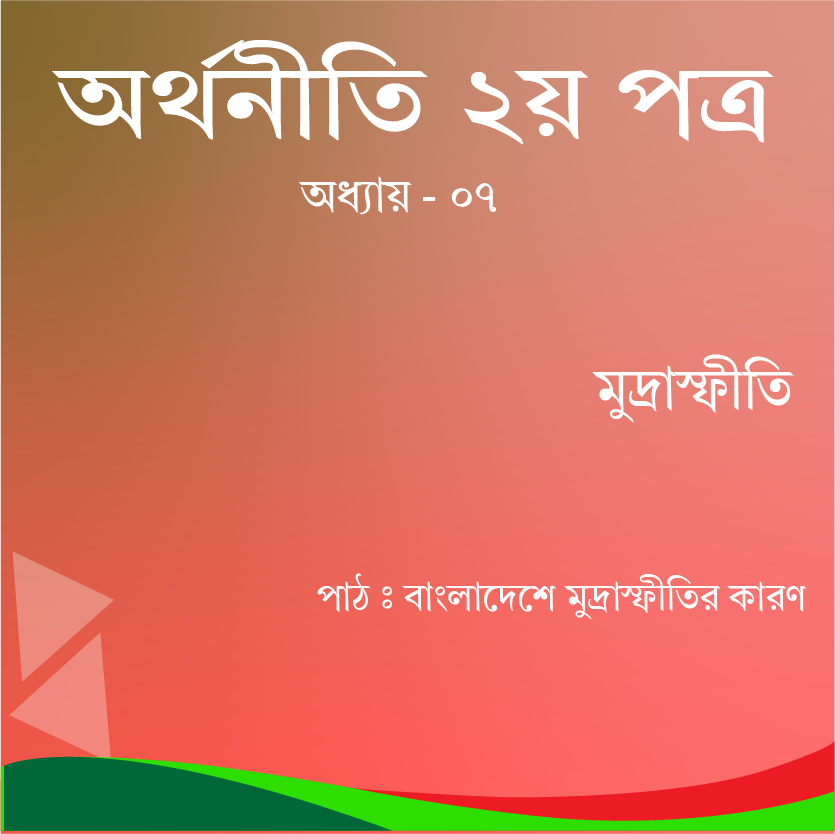 অর্থনীতি ২য় পত্র
অধ্যায় - ০৭
মুদ্রাস্ফীতি
পাঠ ঃ বাংলাদেশে মুদ্রাস্ফীতির কারণ